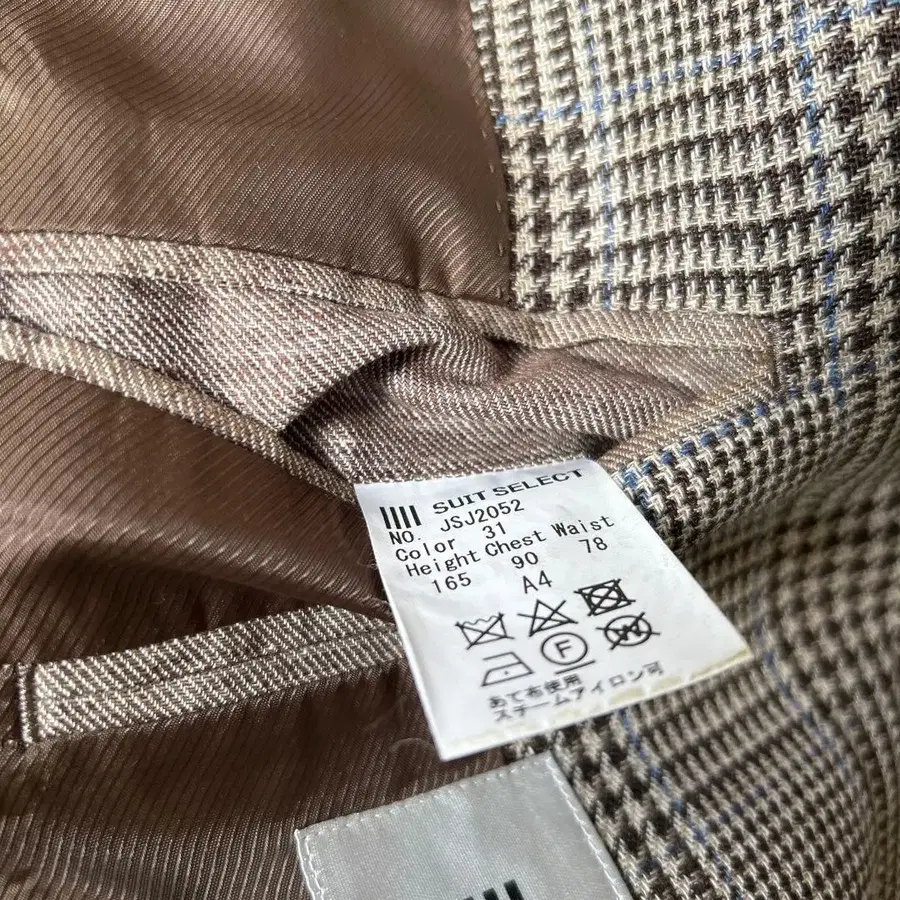 SUIT SELECT
NO. JSJ2052
Color 31
Height Chest Waist
165 90 78
A4
F
W
あて布使用
スチームアイロン可